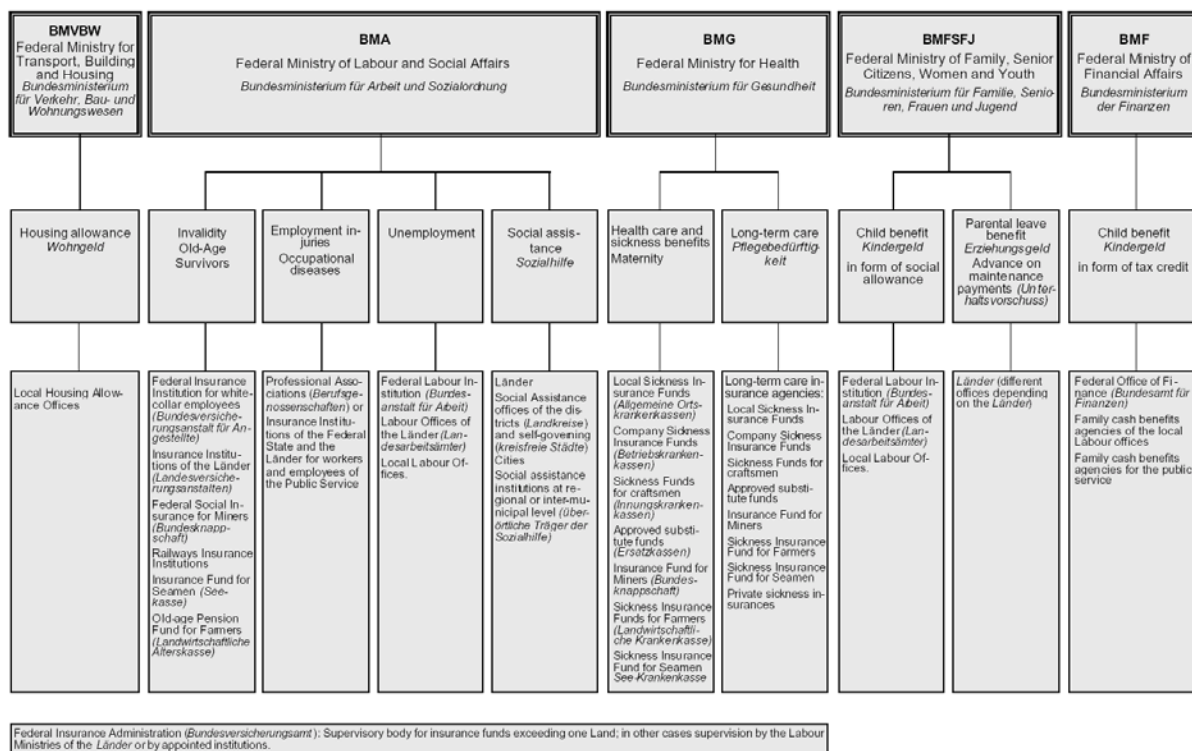 BMVBW
Federal Ministry for
Transport, Building
and Housing
Bundesministerium
für Verkehr, Bau- und
Wohnungswesen
BMA
Federal Ministry of Labour and Social Affairs
Bundesministerium für Arbeit und Sozialordnung
BMG
Federal Ministry for Health
Bundesministerium für Gesundheit
BMFSFJ
Federal Ministry of Family, Senior
Citizens, Women and Youth
Bundesministerium für Familie, Senio-
ren, Frauen und Jugend
BMF
Federal Ministry of
Financial Affairs
Bundesministerium
der Finanzen
Housing allowance
Wohngeld
Invalidity
Old-Age
Survivors
Employment in-
juries
Occupational
diseases
Unemployment
Social assis-
tance
Sozialhilfe
Health care and
sickness benefits
Maternity
Long-term care
Pflegebedürftig-
keit
Child benefit
Kindergeld
in form of social
allowance
Parental leave
benefit
Erziehungsgeld
Advance on
maintenance
payments (Unter-
haltsvorschuss)
Child benefit
Kindergeld
in form of tax credit
Local Housing Allow-
ance Offices
Federal Insurance
Institution for white-
collar employees
(Bundesversiche-
rungsanstalt für An-
gestellte)
Insurance Institu-
tions of the Länder
(Landesversiche-
rungsanstalten)
Federal Social In-
surance for Miners
(Bundesknapp-
schaft)
Railways Insurance
Institutions
Insurance Fund for
Seamen (See-
kasse)
Old-age Pension
Fund for Farmers
(Landwirtschaftliche
Alterskasse)
Professional Asso-
ciations (Berufsge-
nossenschaften) or
Insurance Institu-
tions of the Federal
State and the
Länder for workers
and employees of
the Public Service
Federal Labour In-
stitution (Bundes-
anstalt für Arbeit)
Labour Offices of
the Länder (Lan-
desarbeitsämter)
Local Labour Of-
fices.
Länder
Social Assistance
offices of the dis-
tricts (Landkreise)
and self-governing
(kreisfreie Städte)
Cities
Social assistance
institutions at re-
gional or inter-mu-
nicipal level (über-
örtliche Träger der
Sozialhilfe)
Local Sickness In-
surance Funds
(Allgemeine Orts-
krankenkassen)
Company Sickness
Insurance Funds
(Betriebskranken-
kassen)
Sickness Funds
for craftsmen
(Innungskranken-
kassen)
Approved substi-
tute funds
(Ersatzkassen)
Insurance Fund for
Miners (Bundes-
knappschaft)
Sickness Insurance
Funds for Farmers
(Landwirtschaftli-
che Krankenkasse)
Sickness Insurance
Fund for Seamen
See-Krankenkasse
Long-term care in-
surance agencies:
Local Sickness In-
surance Funds
Company Sickness
Insurance Funds
Sickness Funds for
craftsmen
Approved substi-
tute funds
Insurance Fund for
Miners
Sickness Insurance
Fund for Farmers
Sickness Insurance
Fund for Seamen
Private sickness in-
surances
Federal Labour In-
stitution (Bundes-
anstalt für Arbeit)
Labour Offices of
the Länder (Lan-
desarbeitsämter)
Local Labour Of-
fices.
Länder (different
offices depending
on the Länder)
Federal Office of Fi-
nance (Bundesamt für
Finanzen)
Family cash benefits
agencies of the local
Labour offices
Family cash benefits
agencies for the public
service
Federal Insurance Administration (Bundesversicherungsamt): Supervisory body for insurance funds exceeding one Land; in other cases supervision by the Labour
Ministries of the Länder or by appointed institutions.